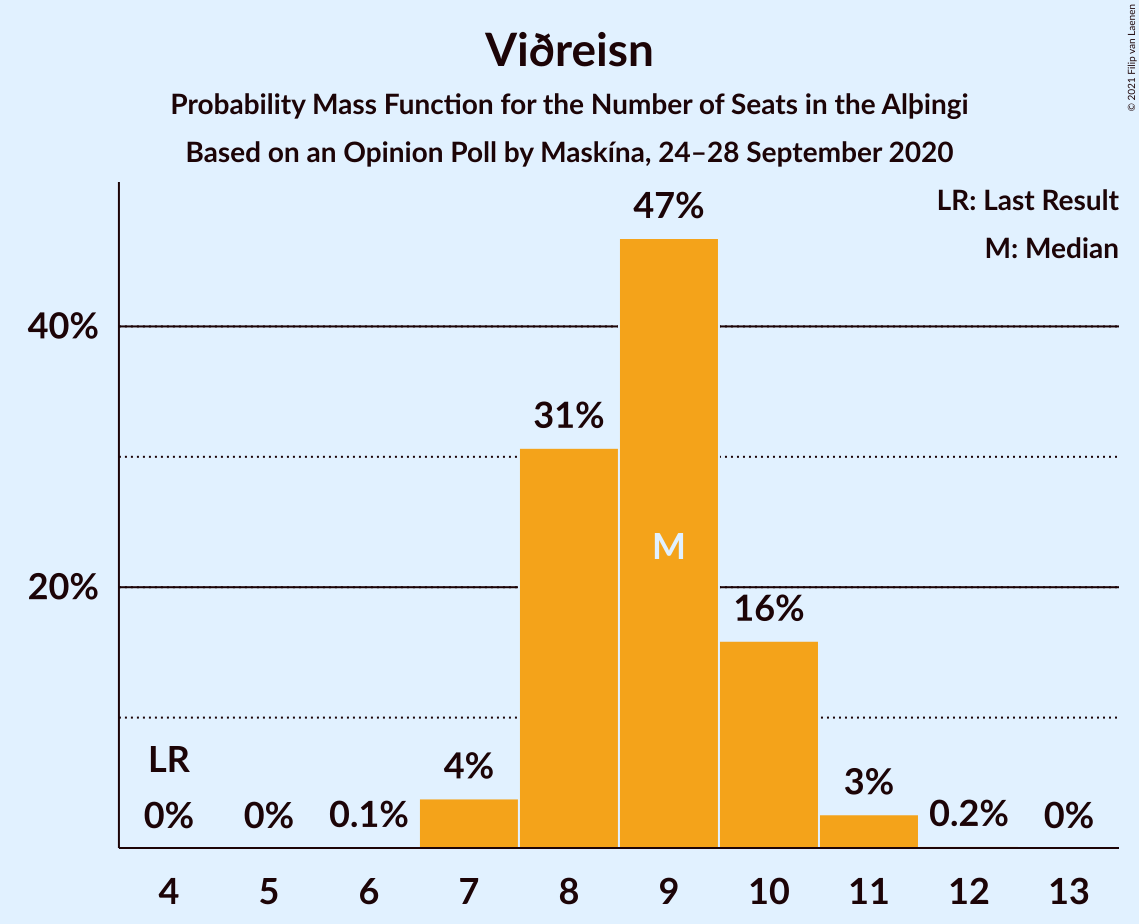 Viðreisn
Probability Mass Function for the Number of Seats in the Alþingi
Based on an Opinion Poll by Maskína, 24–28 September 2020
© 2021 Filip van Laenen
LR: Last Result
M: Median
47%
40%
31%
M
20%
16%
LR
4%
3%
0%
0%
0.1%
0.2%
0%
4
5
6
7
8
9
10
11
12
13